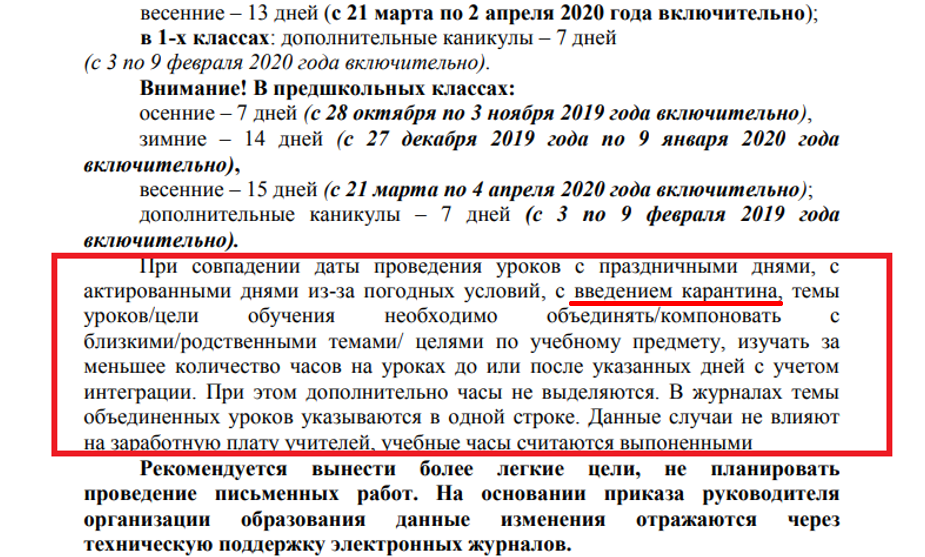 весенние – 13 дней (с 21 марта по 2 апреля 2020 года включительно);
в 1-х классах: дополнительные каникулы – 7 дней
(с 3 по 9 февраля 2020 года включительно).
Внимание! В предшкольных классах:
осенние – 7 дней (с 28 октября по 3 ноября 2019 года включительно),
зимние – 14 дней (с 27 декабря 2019 года по 9 января 2020 года
включительно),
весенние – 15 дней (с 21 марта по 4 апреля 2020 года включительно);
дополнительные каникулы – 7 дней (с 3 по 9 февраля 2019 года
включительно).
При совпадении даты проведения уроков с праздничными днями, с
актированными днями из-за погодных условий, с введением карантина, темы
уроков/цели обучения необходимо объединять/компоновать с
близкими/родственными темами/ целями по учебному предмету, изучать за
меньшее количество часов на уроках до или после указанных дней с учетом
интеграции. При этом дополнительно часы не выделяются. В журналах темы
объединенных уроков указываются в одной строке. Данные случаи не влияют
на заработную плату учителей, учебные часы считаются выпоненными
Рекомендуется вынести более легкие цели, не планировать
проведение письменных работ. На основании приказа руководителя
организации образования данные изменения отражаются через
техническую поддержку электронных журналов.